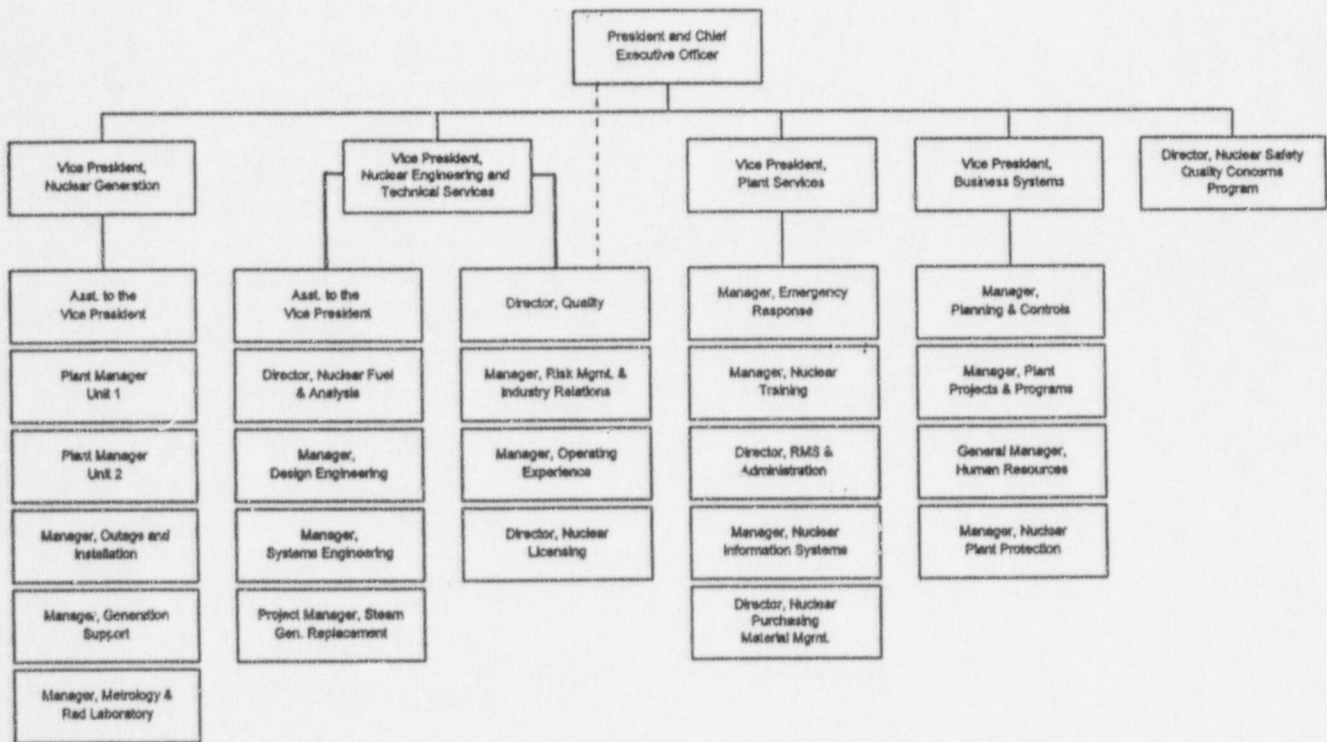 President and Chief
Executive Officer
Vice President,
Nuclear Generation
Vice President,
Nuclear Engineering and
Technical Services
Vice President,
Plant Services
Vice President,
Business Systems
Director, Nuclear Safety
Quality Concerns
Program
Asst. to the
Vice President
Plant Manager
Unit 1
Plant Manager
Unit 2
Manager, Outage and
Installation
Manager, Generation
Support
Manager, Metrology &
Rad Laboratory
Asst. to the
Vice President
Director, Nuclear Fuel
& Analysis
Manager,
Design Engineering
Manager,
Systems Engineering
Project Manager, Steam
Gen. Replacement
Director, Quality
Manager, Risk Mgmt. &
Industry Relations
Manager, Operating
Experience
Director, Nuclear
Licensing
Manager, Emergency
Response
Manager, Nuclear
Training
Director, RMS &
Administration
Manager, Nuclear
Information Systems
Director, Nuclear
Purchasing
Material Mgmt.
Manager,
Planning & Controls
Manager, Plant
Projects & Programs
General Manager,
Human Resources
Manager, Nuclear
Plant Protection